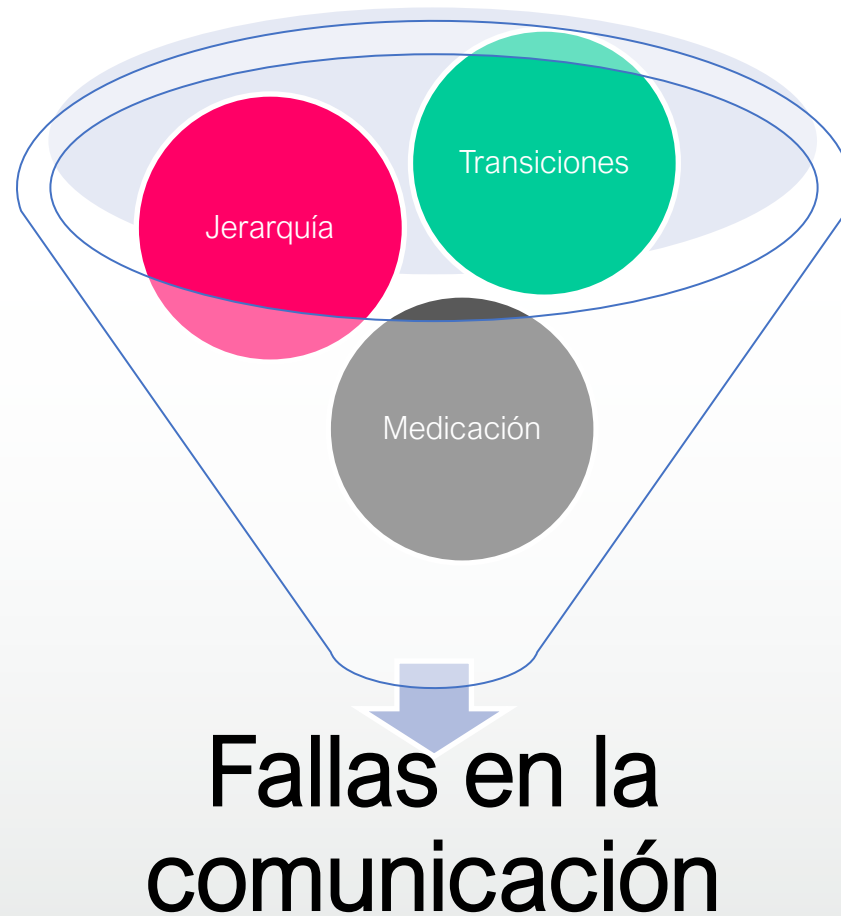 Transiciones
Jerarquía
Medicación
Fallas en la
comunicación